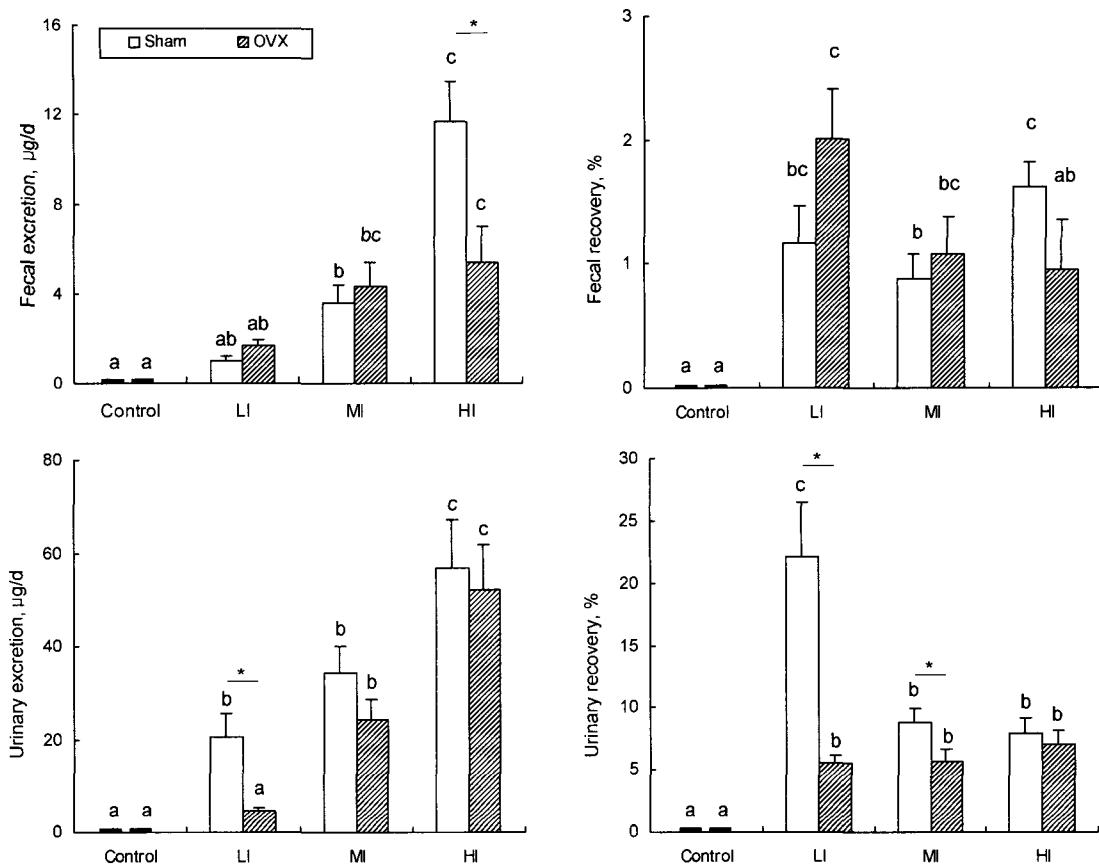 Fecal excretion, µg/d
16
12
8
4
0
Sham OVX
a a ab ab b bc c c *
Control LI MI HI
Fecal recovery, %
3
2
1
0
a a bc c b bc c ab
Control LI MI HI
Urinary excretion, µg/d
80
60
40
20
0
a a b a * b b c c
Control LI MI HI
Urinary recovery, %
30
25
20
15
10
5
0
a a c b * b b * b b
Control LI MI HI